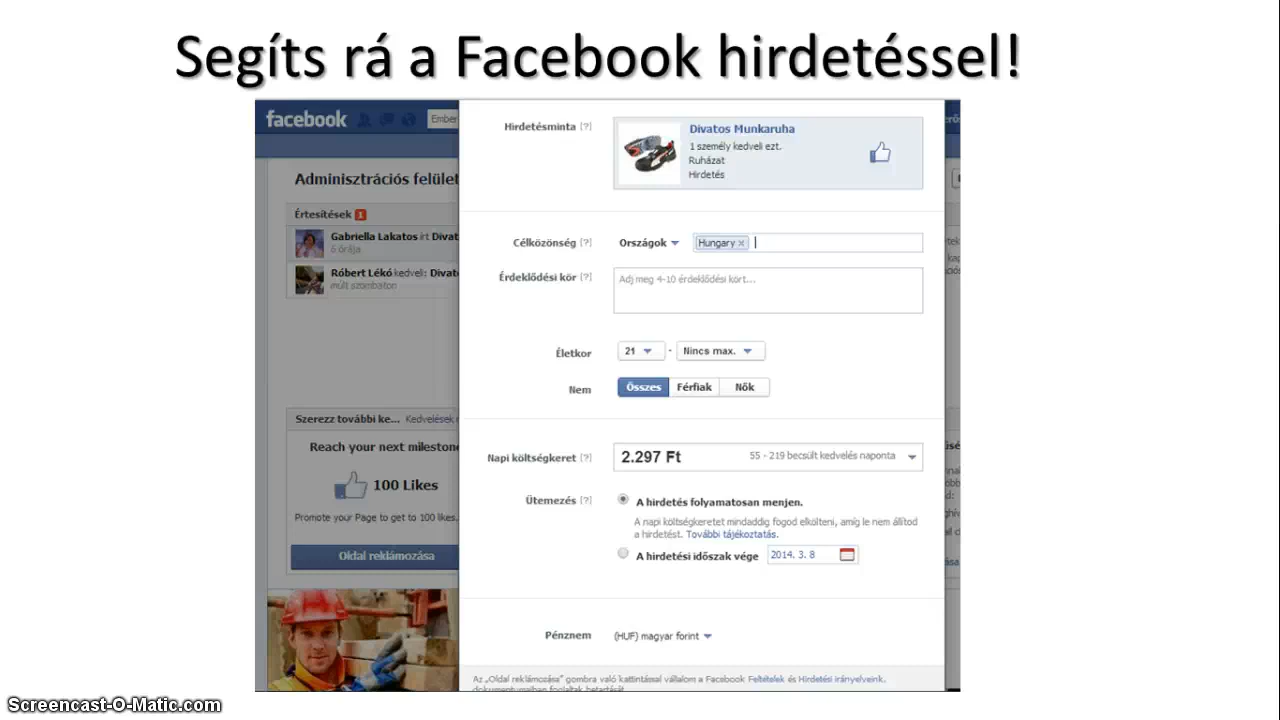 Segíts rá a Facebook hirdetéssel!
facebook
Ember
Adminisztrációs felület
Értesítések 1
Gabriella Lakatos írt
6 órája
Róbert Lékó kedveli:
múlt szombaton
Szerezz további ke...
Reach your next milestone
100 Likes
Promote your Page to get to 100 likes.
Oldal reklámozása
Hirdetésminta [?]
Divatos Munkaruha
1 személy kedveli ezt.
Ruházat
Hirdetés
Célközönség [?] Országok Hungary ×
Érdeklődési kör [?] Adj meg 4-10 érdeklődési kört...
Életkor 21 - Nincs max.
Nem Összes Férfiak Nők
Napi költségkeret [?] 2.297 Ft 55 - 219 becsült kedvelés naponta
Ütemezés [?] A hirdetés folyamatosan menjen.
A napi költségkeretet mindaddig fogod elkölteni, amíg le nem állítod
a hirdetést. További tájékoztatás.
A hirdetési időszak vége 2014. 3. 8
Pénznem (HUF) magyar forint
Az „Oldal reklámozása” gombra való kattintással vállalom a Facebook Feltételek és Hirdetési irányelveink,
dokumentumaiban foglaltak betartását.
Screencast-O-Matic.com